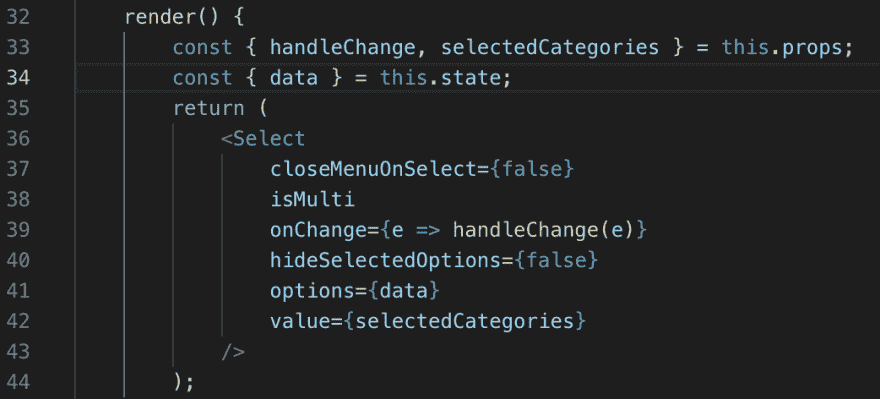 32 render() {
33 const { handleChange, selectedCategories } = this.props;
34 const { data } = this.state;
35 return (
36 <Select
37 closeMenuOnSelect={false}
38 isMulti
39 onChange={e => handleChange(e)}
40 hideSelectedOptions={false}
41 options={data}
42 value={selectedCategories}
43 />
44 );